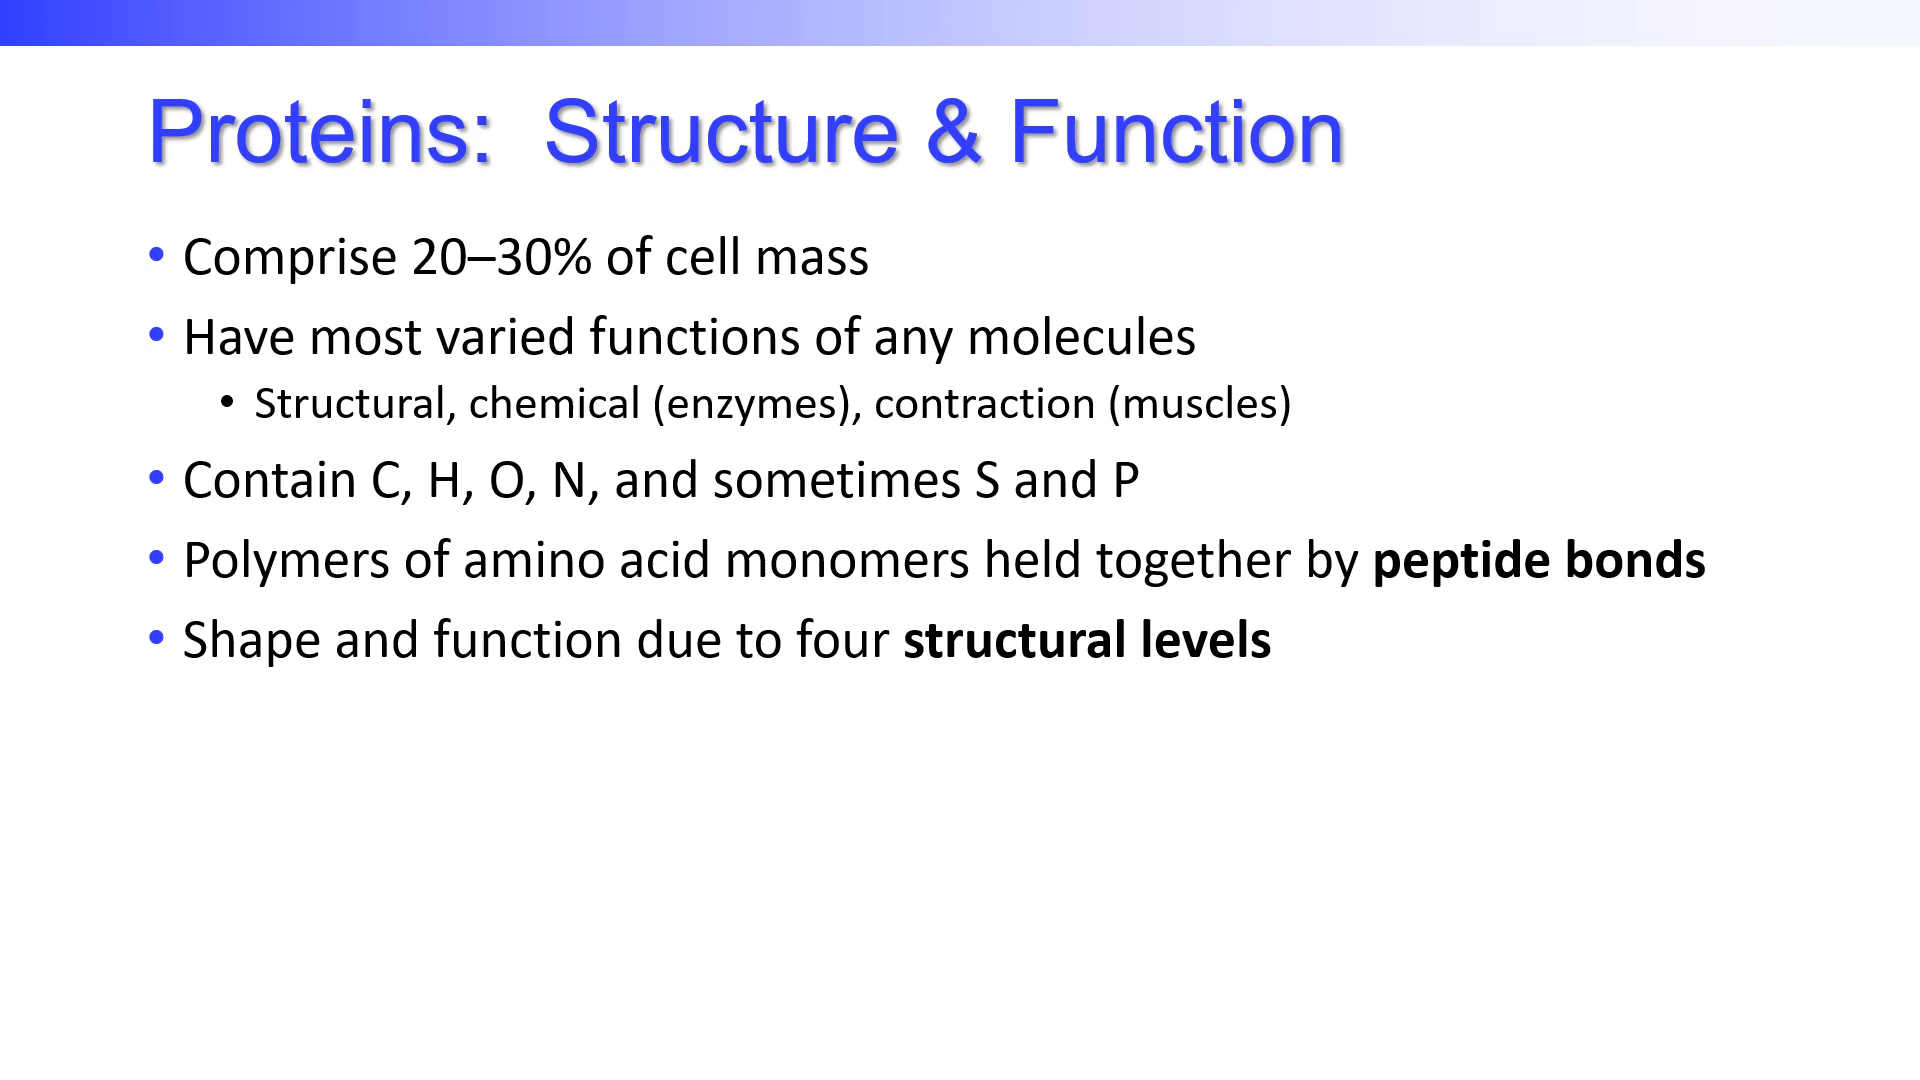 Proteins:  Structure & Function
• Comprise 20–30% of cell mass
• Have most varied functions of any molecules
• Structural, chemical (enzymes), contraction (muscles)
• Contain C, H, O, N, and sometimes S and P
• Polymers of amino acid monomers held together by peptide bonds
• Shape and function due to four structural levels